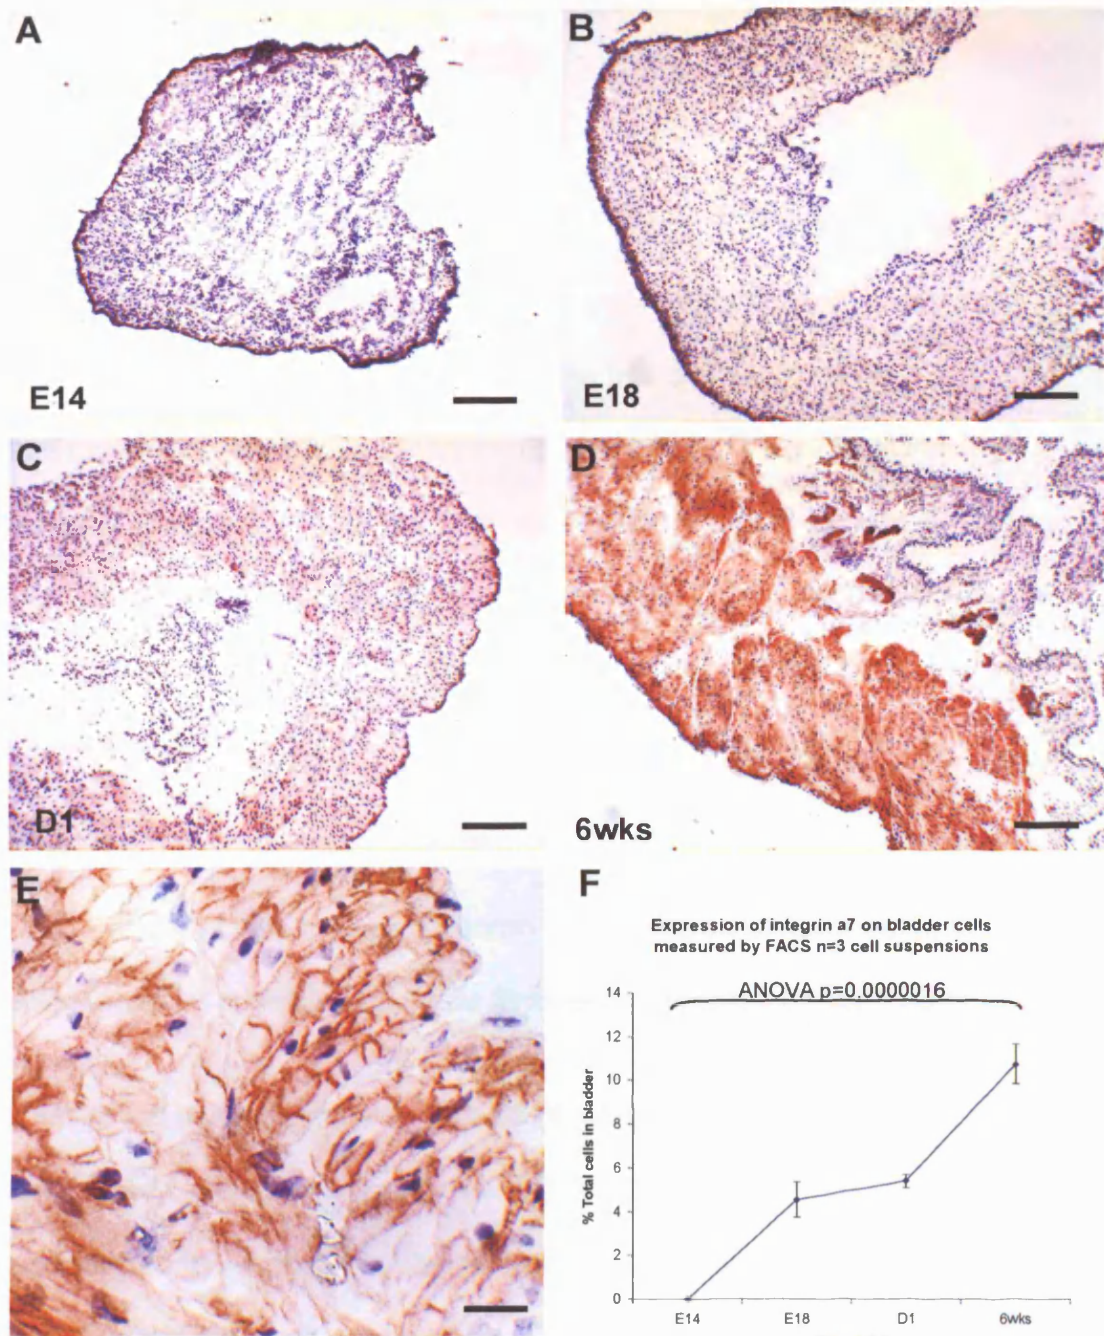 A
B
E14
E18
C
D
D1
6wks
E
F
Expression of integrin a7 on bladder cells
measured by FACS n=3 cell suspensions
ANOVA p=0.0000016
14
12
10
8
6
4
2
0
% Total cells in bladder
E14
E18
D1
6wks